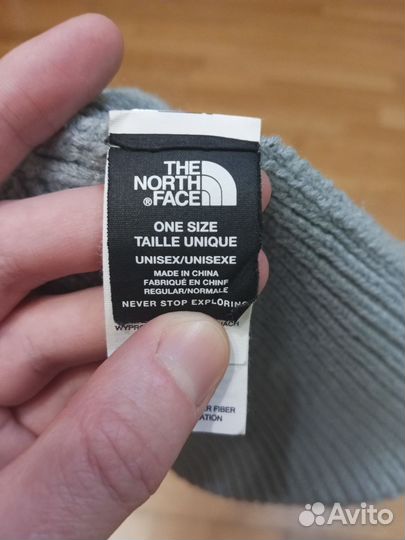 THE
NORTH
®FACE
ONE SIZE
TAILLE UNIQUE
UNISEX/UNISEXE
MADE IN CHINA
FABRIQUÉ EN CHINE
REGULAR/NORMALE
NEVER STOP EXPLORING
FIBER
Avito